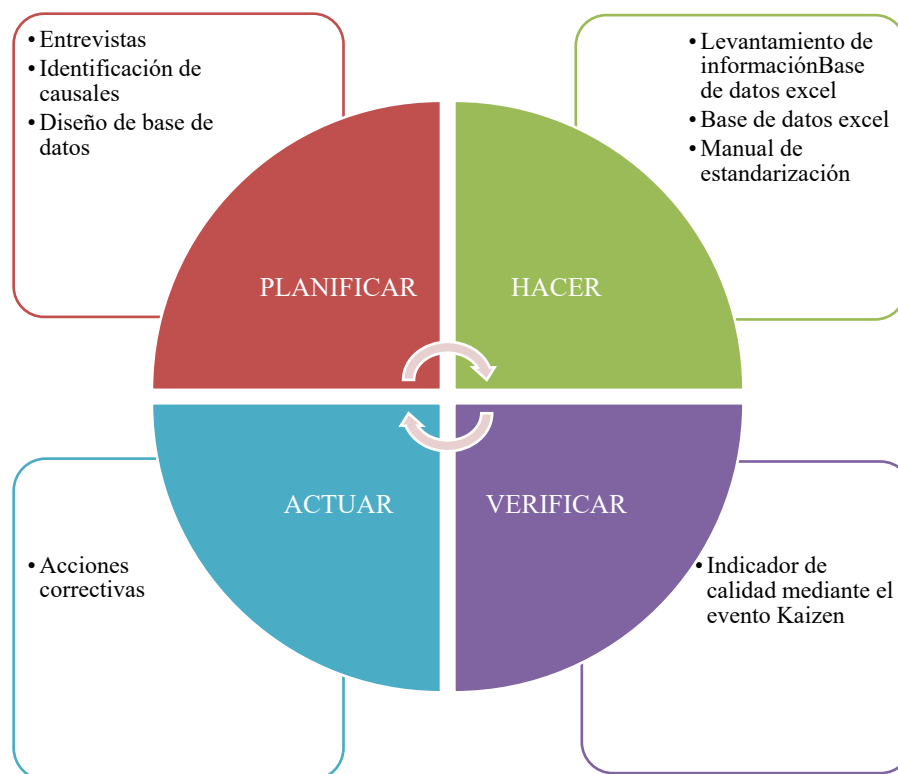 • Entrevistas
• Identificación de
causales
• Diseño de base de
datos
• Levantamiento de
informaciónBase
de datos excel
• Base de datos excel
• Manual de
estandarización
PLANIFICAR
HACER
ACTUAR
VERIFICAR
• Acciones
correctivas
• Indicador de
calidad mediante el
evento Kaizen